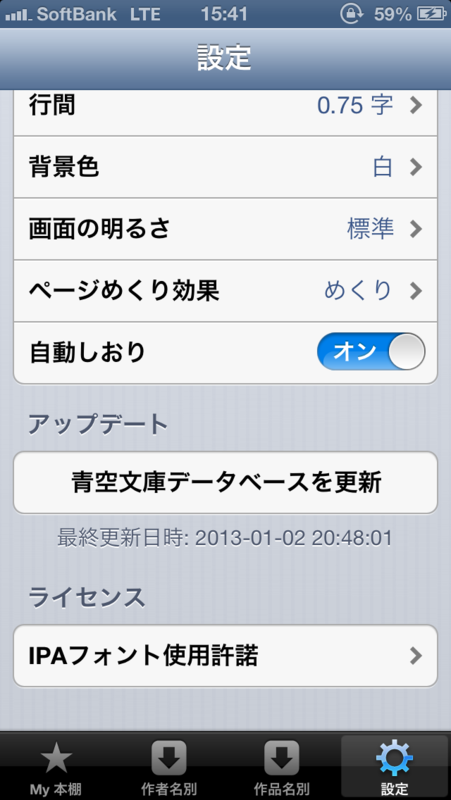 SoftBank LTE 15:41 59%
設定
行間 0.75 字
背景色 白
画面の明るさ 標準
ページめくり効果 めくり
自動しおり オン
アップデート
青空文庫データベースを更新
最終更新日時: 2013-01-02 20:48:01
ライセンス
IPAフォント使用許諾
My 本棚 作者名別 作品名別 設定